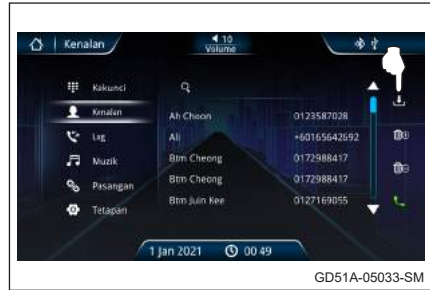 Kenalan
10
Volume
Kakunci
Kenalan
Log
Muzik
Pasangan
Tetapan
Ah Choon 0123587028
Ali +60165642692
Btm Cheong 0172988417
Btm Cheong 0172988417
Btm Juin Kee 0127169055
1 Jan 2021 00 49
GD51A-05033-SM